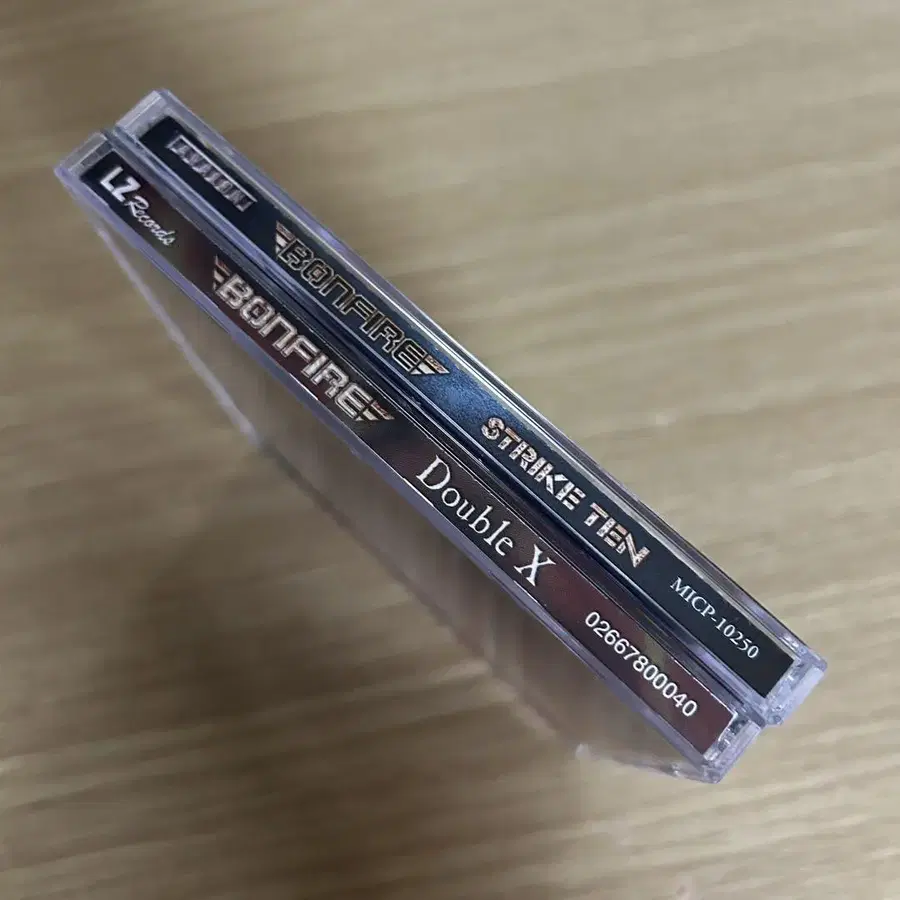 BONFIRE STRIKE TEN MICP-10250
LZ Records BONFIRE Double X 02667800040